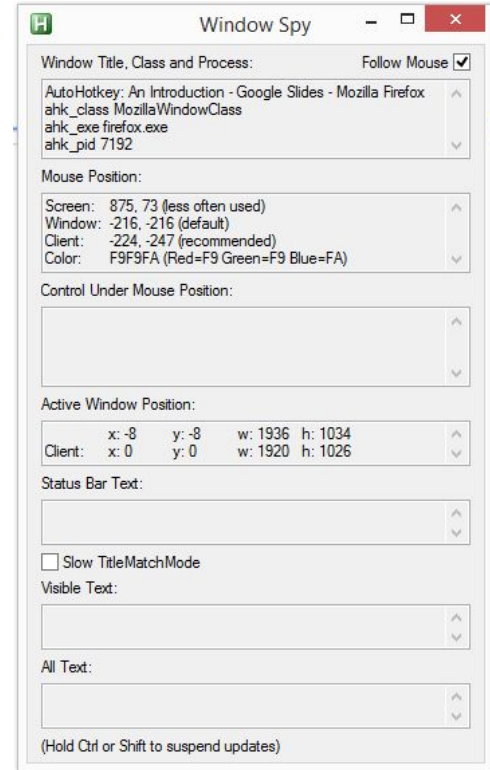 H Window Spy
Window Title, Class and Process: Follow Mouse
AutoHotkey: An Introduction - Google Slides - Mozilla Firefox
ahk_class MozillaWindowClass
ahk_exe firefox.exe
ahk_pid 7192
Mouse Position:
Screen: 875, 73 (less often used)
Window: -216, -216 (default)
Client: -224, -247 (recommended)
Color: F9F9FA (Red=F9 Green=F9 Blue=FA)
Control Under Mouse Position:
Active Window Position:
x: -8 y: -8 w: 1936 h: 1034
Client: x: 0 y: 0 w: 1920 h: 1026
Status Bar Text:
Slow TitleMatchMode
Visible Text:
All Text:
(Hold Ctrl or Shift to suspend updates)